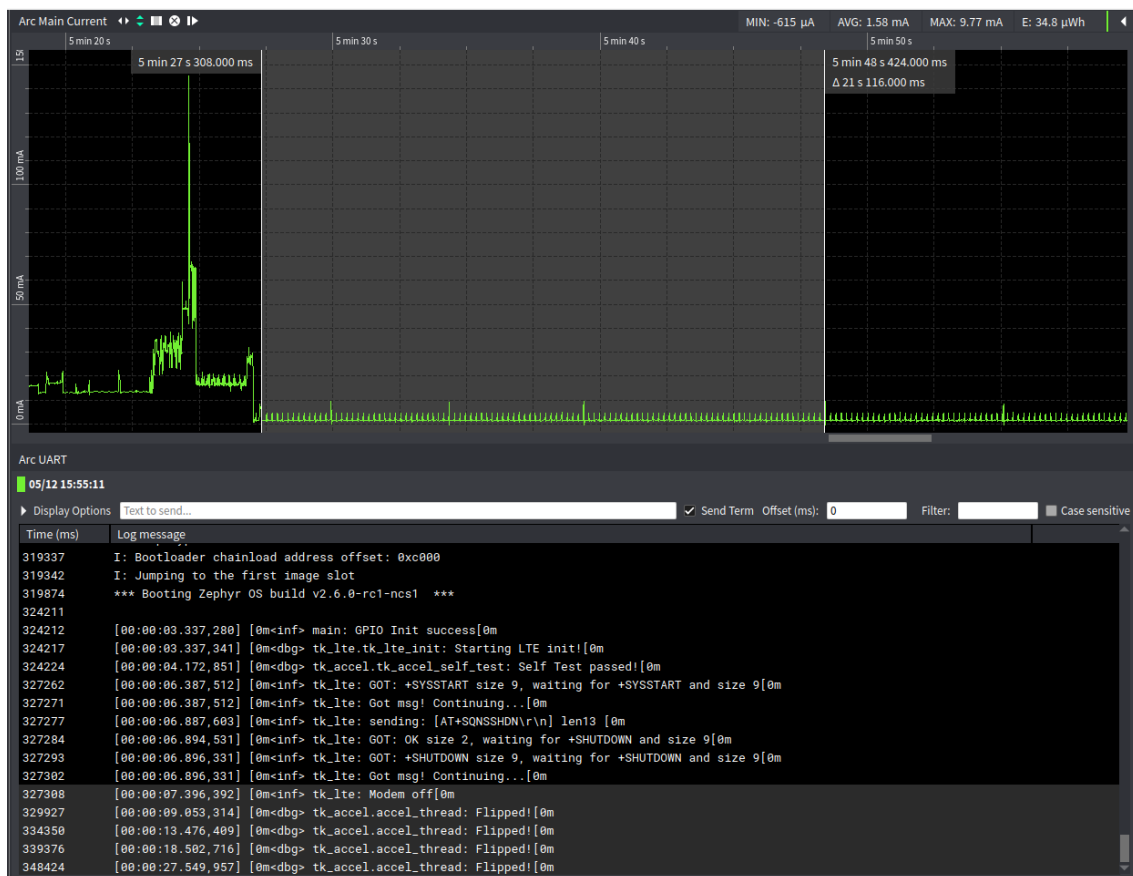 Arc Main Current MIN: -615 µA AVG: 1.58 mA MAX: 9.77 mA E: 34.8 µWh
5 min 20 s 5 min 30 s 5 min 40 s 5 min 50 s
5 min 27 s 308.000 ms 5 min 48 s 424.000 ms
Δ 21 s 116.000 ms
100 mA
50 mA
0 mA
Arc UART
05/12 15:55:11
Display Options Text to send... Send Term Offset (ms): 0 Filter: Case sensitive
Time (ms) Log message
319337 I: Bootloader chainload address offset: 0xc000
319342 I: Jumping to the first image slot
319874 *** Booting Zephyr OS build v2.6.0-rc1-ncs1 ***
324211
324212 [00:00:03.337,280] [0m<inf> main: GPIO Init success[0m
324217 [00:00:03.337,341] [0m<dbg> tk_lte.tk_lte_init: Starting LTE init![0m
324224 [00:00:04.172,851] [0m<dbg> tk_accel.tk_accel_self_test: Self Test passed![0m
327262 [00:00:06.387,512] [0m<inf> tk_lte: GOT: +SYSSTART size 9, waiting for +SYSSTART and size 9[0m
327271 [00:00:06.387,512] [0m<inf> tk_lte: Got msg! Continuing...[0m
327277 [00:00:06.887,603] [0m<inf> tk_lte: sending: [AT+SQNSSHDN\r\n] len13 [0m
327284 [00:00:06.894,531] [0m<inf> tk_lte: GOT: OK size 2, waiting for +SHUTDOWN and size 9[0m
327293 [00:00:06.896,331] [0m<inf> tk_lte: GOT: +SHUTDOWN size 9, waiting for +SHUTDOWN and size 9[0m
327302 [00:00:06.896,331] [0m<inf> tk_lte: Got msg! Continuing...[0m
327308 [00:00:07.396,392] [0m<inf> tk_lte: Modem off[0m
329927 [00:00:09.053,314] [0m<dbg> tk_accel.accel_thread: Flipped![0m
334350 [00:00:13.476,409] [0m<dbg> tk_accel.accel_thread: Flipped![0m
339376 [00:00:18.502,716] [0m<dbg> tk_accel.accel_thread: Flipped![0m
348424 [00:00:27.549,957] [0m<dbg> tk_accel.accel_thread: Flipped![0m